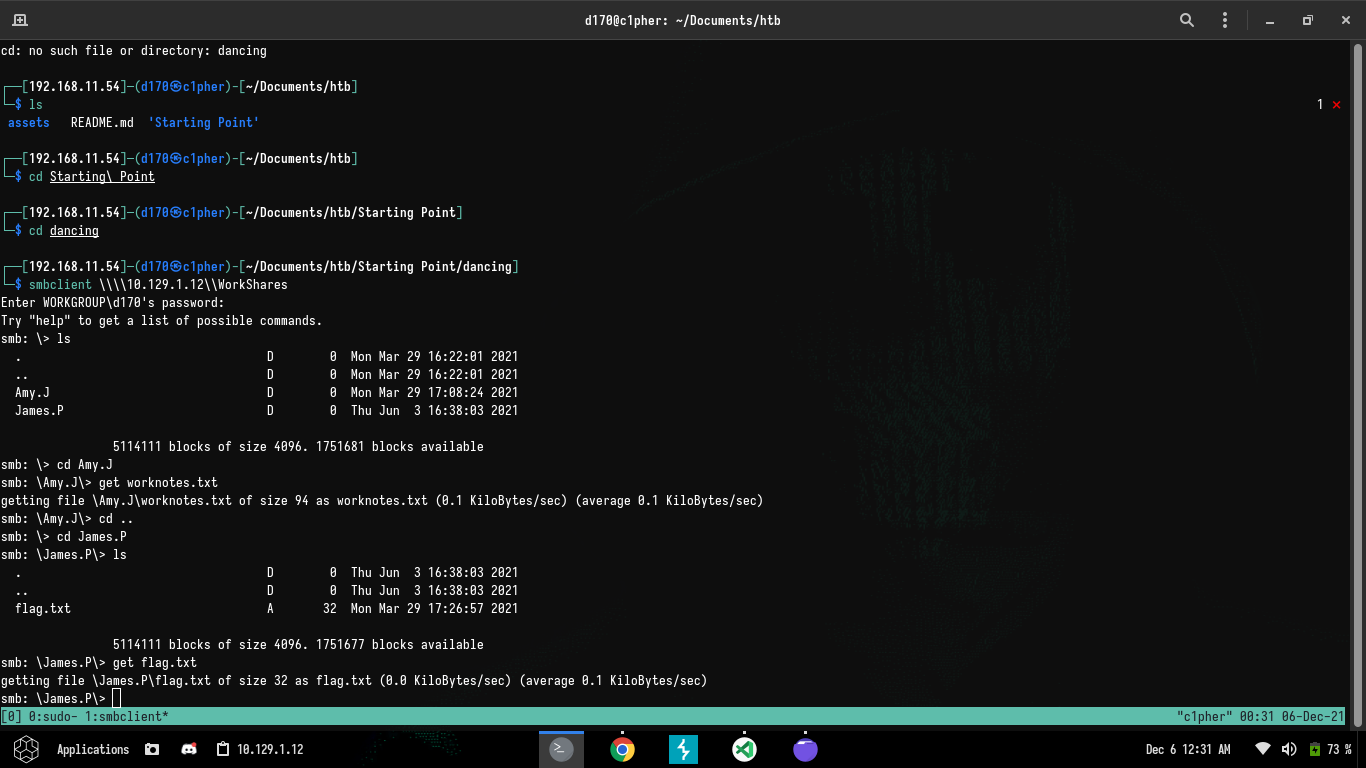 d170@c1pher: ~/Documents/htb
cd: no such file or directory: dancing
┌──[192.168.11.54]─(d170㉿c1pher)-[~/Documents/htb]
└─$ ls 1 ✗
assets README.md 'Starting Point'
┌──[192.168.11.54]─(d170㉿c1pher)-[~/Documents/htb]
└─$ cd Starting\ Point
┌──[192.168.11.54]─(d170㉿c1pher)-[~/Documents/htb/Starting Point]
└─$ cd dancing
┌──[192.168.11.54]─(d170㉿c1pher)-[~/Documents/htb/Starting Point/dancing]
└─$ smbclient \\\\10.129.1.12\\WorkShares
Enter WORKGROUP\d170's password:
Try "help" to get a list of possible commands.
smb: \> ls
. D 0 Mon Mar 29 16:22:01 2021
.. D 0 Mon Mar 29 16:22:01 2021
Amy.J D 0 Mon Mar 29 17:08:24 2021
James.P D 0 Thu Jun 3 16:38:03 2021
5114111 blocks of size 4096. 1751681 blocks available
smb: \> cd Amy.J
smb: \Amy.J\> get worknotes.txt
getting file \Amy.J\worknotes.txt of size 94 as worknotes.txt (0.1 KiloBytes/sec) (average 0.1 KiloBytes/sec)
smb: \Amy.J\> cd ..
smb: \> cd James.P
smb: \James.P\> ls
. D 0 Thu Jun 3 16:38:03 2021
.. D 0 Thu Jun 3 16:38:03 2021
flag.txt A 32 Mon Mar 29 17:26:57 2021
5114111 blocks of size 4096. 1751677 blocks available
smb: \James.P\> get flag.txt
getting file \James.P\flag.txt of size 32 as flag.txt (0.0 KiloBytes/sec) (average 0.1 KiloBytes/sec)
smb: \James.P\>
[0] 0:sudo- 1:smbclient* "c1pher" 00:31 06-Dec-21
Applications 10.129.1.12 Dec 6 12:31 AM 73 %